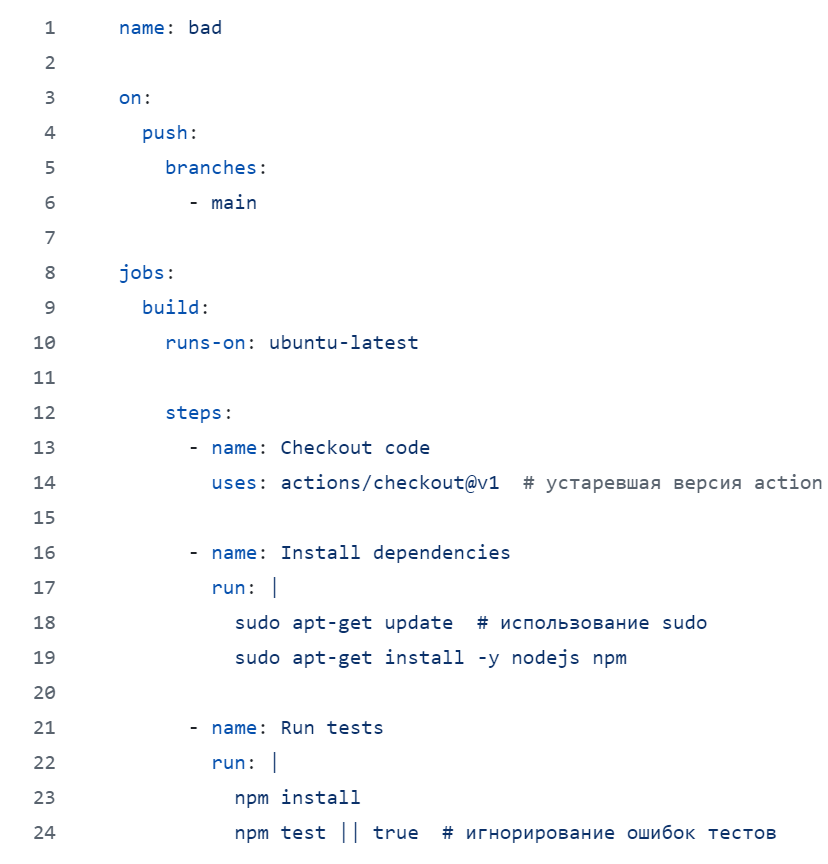 1 name: bad
2
3 on:
4   push:
5     branches:
6       - main
7
8 jobs:
9   build:
10     runs-on: ubuntu-latest
11
12     steps:
13       - name: Checkout code
14         uses: actions/checkout@v1  # устаревшая версия action
15
16       - name: Install dependencies
17         run: |
18           sudo apt-get update  # использование sudo
19           sudo apt-get install -y nodejs npm
20
21       - name: Run tests
22         run: |
23           npm install
24           npm test || true  # игнорирование ошибок тестов